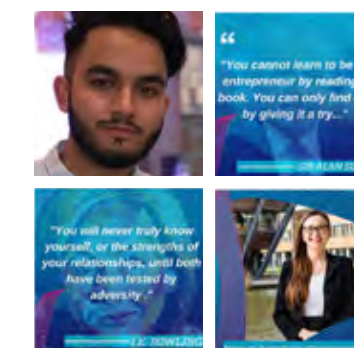 “
"You cannot learn to be
entrepreneur by reading
book. You can only find
by giving it a try..."
"You will never truly know
yourself, or the strengths of
your relationships, until both
have been tested by
adversity."
J.K. ROWLING